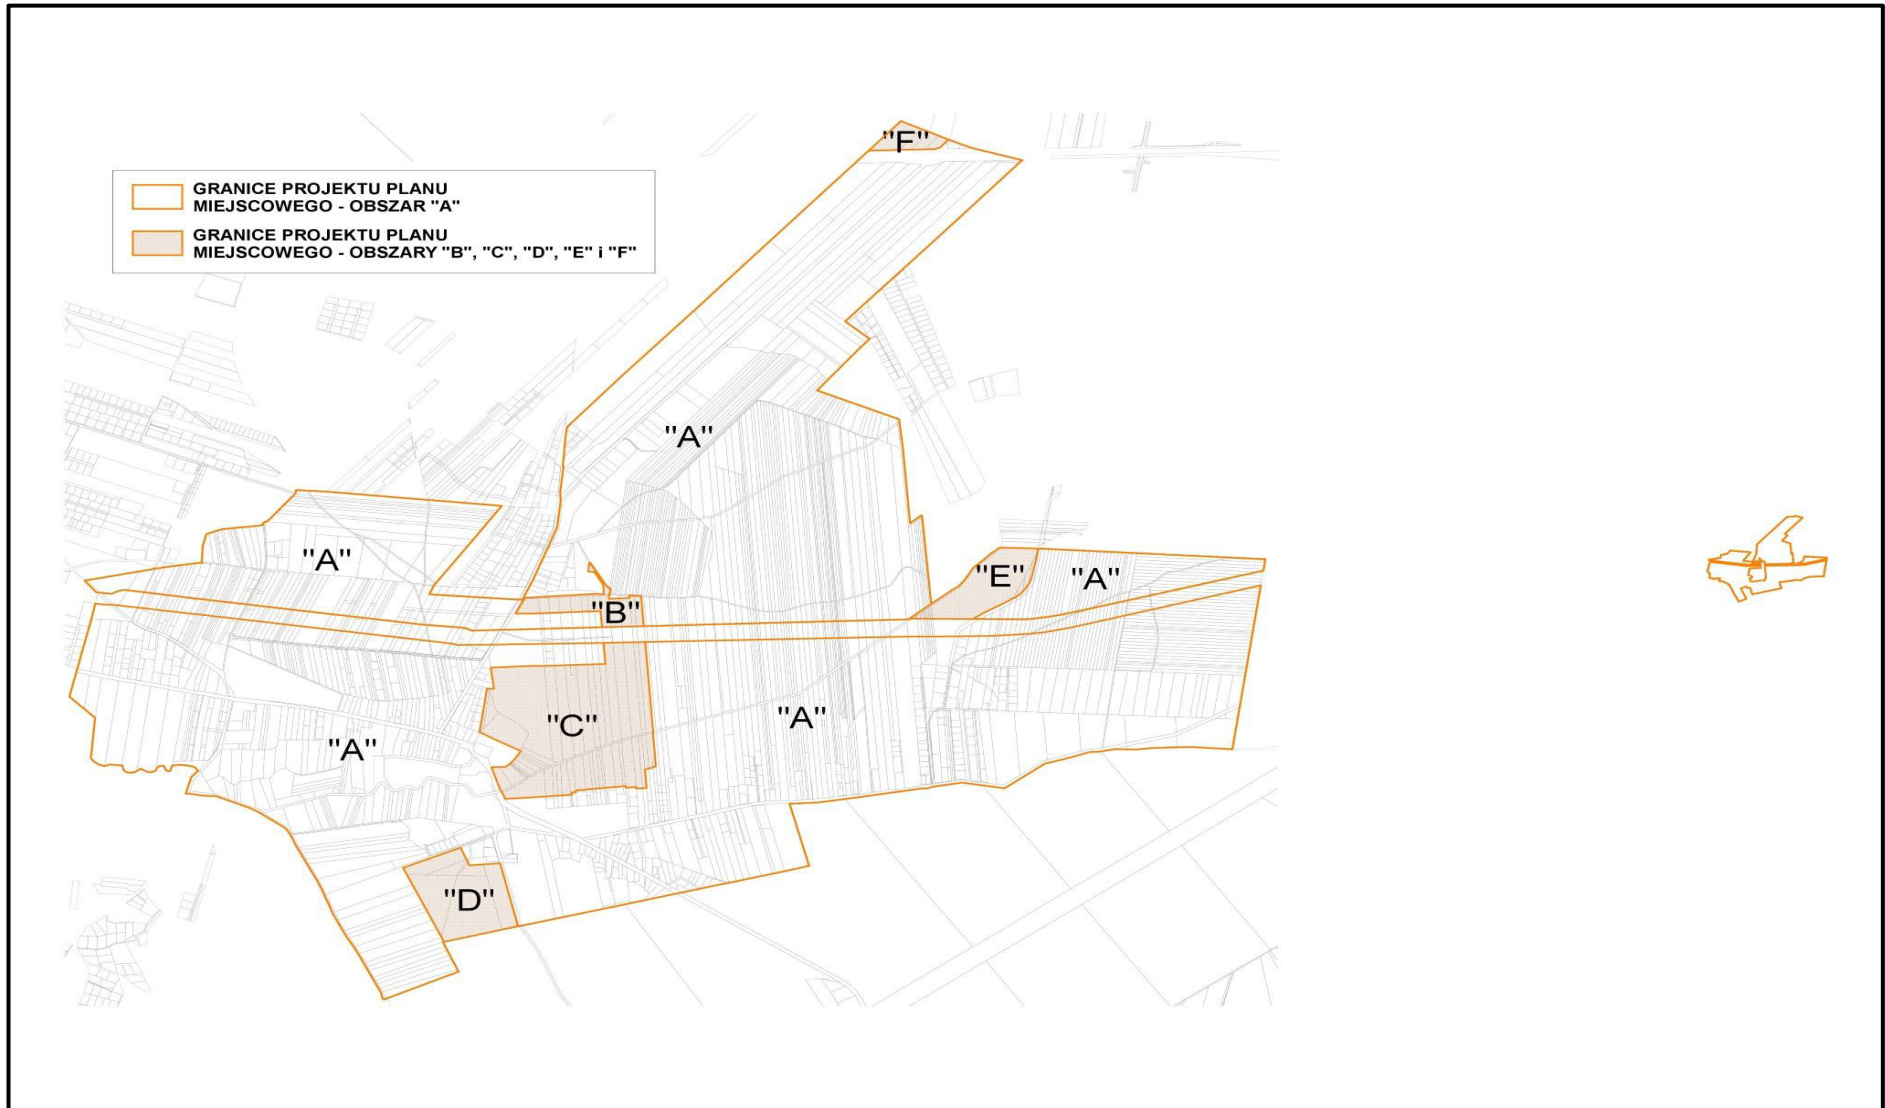 "F"
GRANICE PROJEKTU PLANU
MIEJSCOWEGO - OBSZAR "A"
GRANICE PROJEKTU PLANU
MIEJSCOWEGO - OBSZARY "B", "C", "D", "E" i "F"
"A"
"A"
"E"
"A"
"B"
"C"
"A"
"A"
"D"